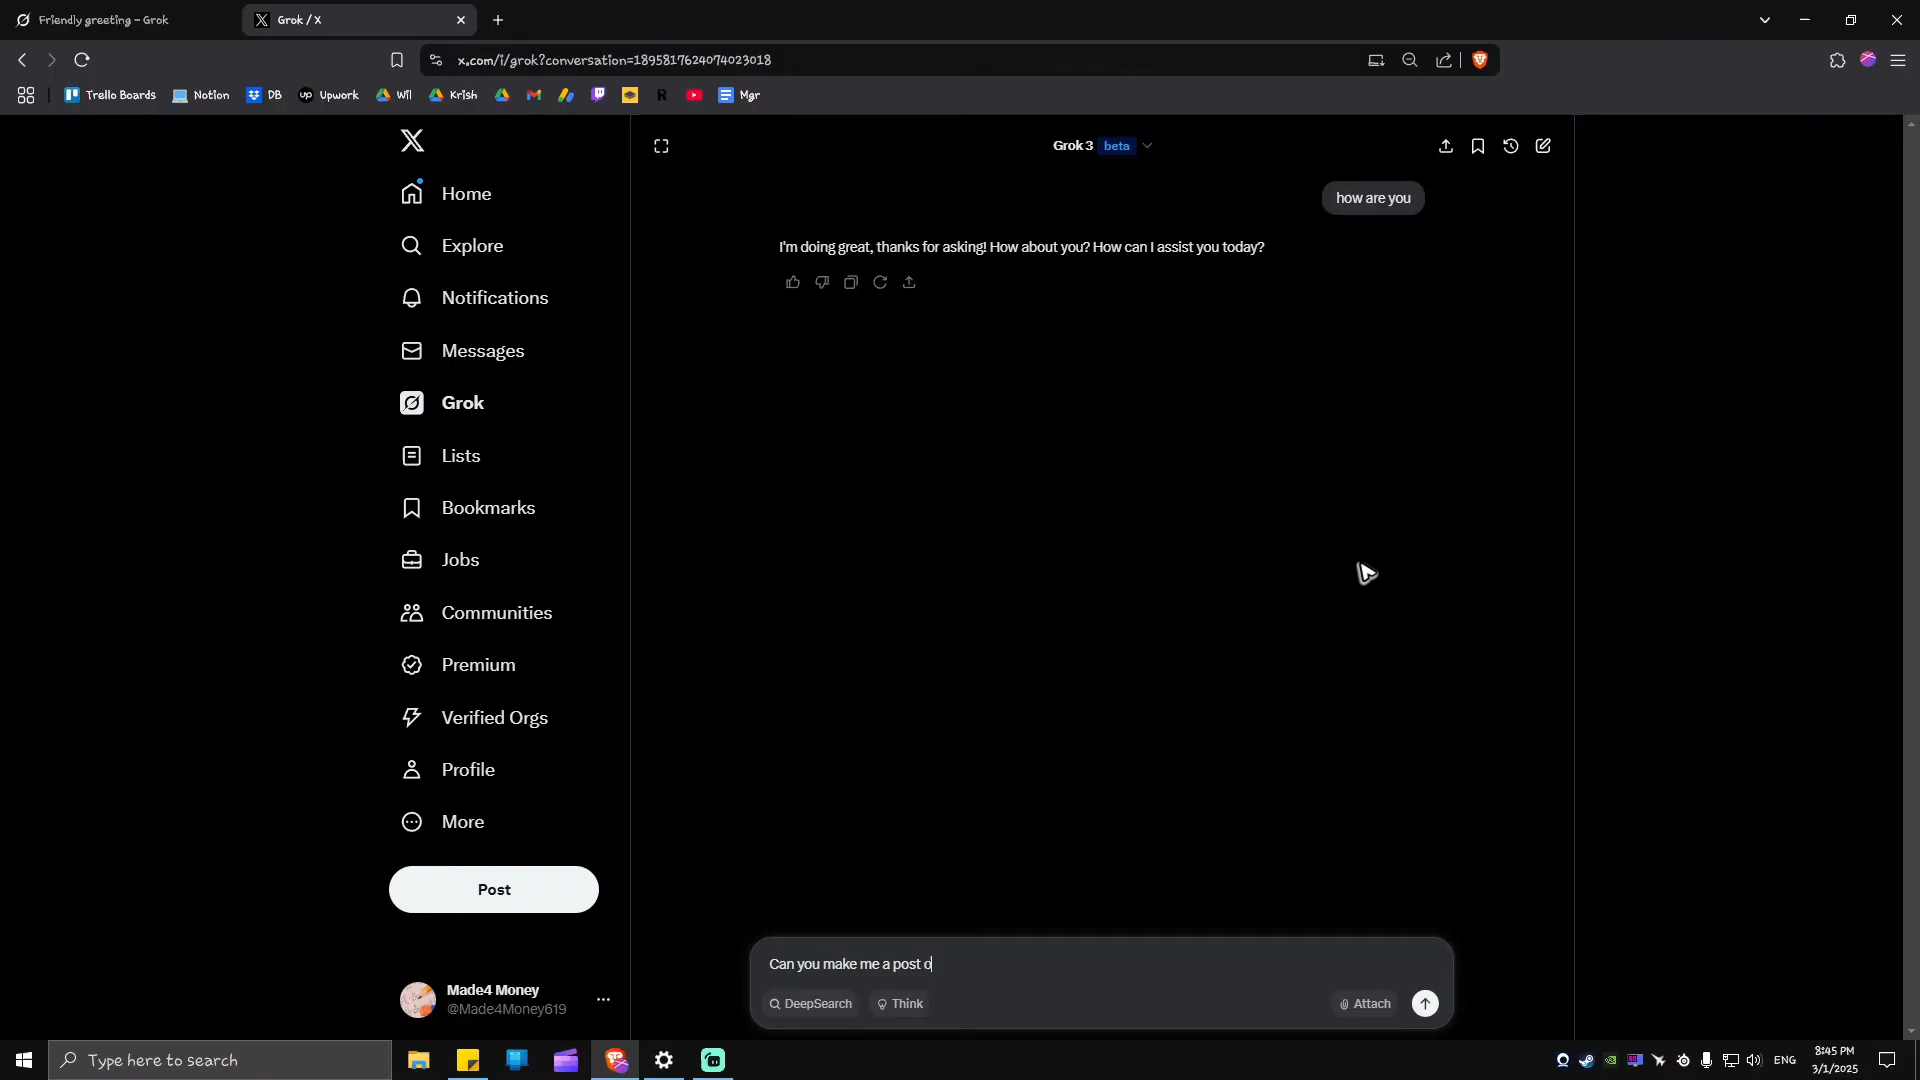 Friendly greeting – Grok
Grok / X
x.com/i/grok?conversation=1895817624074023018
Trello Boards
Notion
DB
Upwork
Wil
Krish
Mgr
Home
Explore
Notifications
Messages
Grok
Lists
Bookmarks
Jobs
Communities
Premium
Verified Orgs
Profile
More
Post
Made4 Money
@Made4Money619
Grok 3 beta
how are you
I'm doing great, thanks for asking! How about you? How can I assist you today?
Can you make me a post o
DeepSearch
Think
Attach
Type here to search
ENG
8:45 PM
3/1/2025